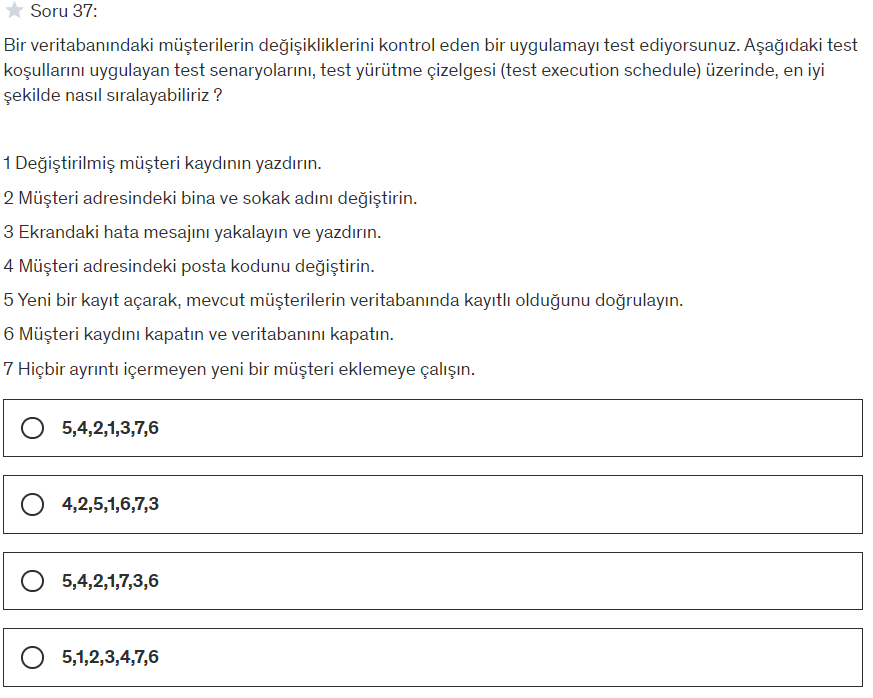 Soru 37:
Bir veritabanındaki müşterilerin değişikliklerini kontrol eden bir uygulamayı test ediyorsunuz. Aşağıdaki test
koşullarını uygulayan test senaryolarını, test yürütme çizelgesi (test execution schedule) üzerinde, en iyi
şekilde nasıl sıralayabiliriz ?
1 Değiştirilmiş müşteri kaydının yazdırın.
2 Müşteri adresindeki bina ve sokak adını değiştirin.
3 Ekrandaki hata mesajını yakalayın ve yazdırın.
4 Müşteri adresindeki posta kodunu değiştirin.
5 Yeni bir kayıt açarak, mevcut müşterilerin veritabanında kayıtlı olduğunu doğrulayın.
6 Müşteri kaydını kapatın ve veritabanını kapatın.
7 Hiçbir ayrıntı içermeyen yeni bir müşteri eklemeye çalışın.
5,4,2,1,3,7,6
4,2,5,1,6,7,3
5,4,2,1,7,3,6
5,1,2,3,4,7,6